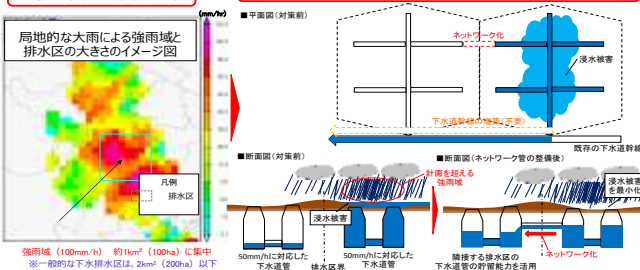 (mm/hr)
局地的な大雨による強雨域と
排水区の大きさのイメージ図
凡例
排水区
強雨域（100mm/h） 約1km²（100ha）に集中
※一般的な下水排水区は、2km²（200ha）以下
■平面図（対策前）
ネットワーク化
浸水被害
下水道幹線の増築（不要）
既存の下水道幹線
■断面図（対策前）
計画を超える
強雨域
浸水被害
50mm/hに対応した
下水道管
排水区界
50mm/hに対応した
下水道管
■断面図（ネットワーク管の整備後）
浸水被害
を最小化
ネットワーク化
隣接する排水区の
下水道管の貯留能力を活用